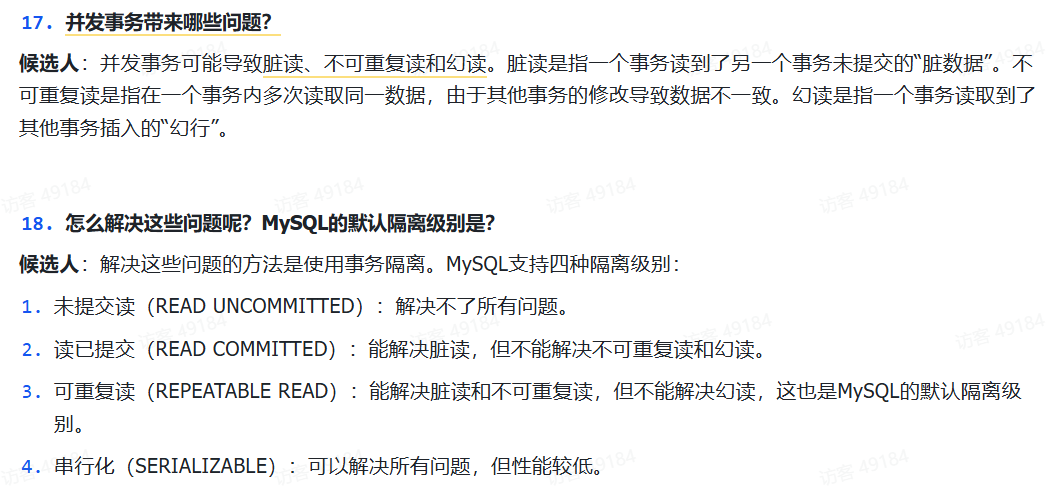 17. 并发事务带来哪些问题？
候选人：并发事务可能导致脏读、不可重复读和幻读。脏读是指一个事务读到了另一个事务未提交的“脏数据”。不
可重复读是指在一个事务内多次读取同一数据，由于其他事务的修改导致数据不一致。幻读是指一个事务读取到了
其他事务插入的“幻行”。
访客 49184 访客 49184 访客 49184 访客 49184
18. 怎么解决这些问题呢？MySQL的默认隔离级别是？
候选人：解决这些问题的方法是使用事务隔离。MySQL支持四种隔离级别：
1. 未提交读（READ UNCOMMITTED）：解决不了所有问题。
2. 读已提交（READ COMMITTED）：能解决脏读，但不能解决不可重复读和幻读。
3. 可重复读（REPEATABLE READ）：能解决脏读和不可重复读，但不能解决幻读，这也是MySQL的默认隔离级
别。
4. 串行化（SERIALIZABLE）：可以解决所有问题，但性能较低。